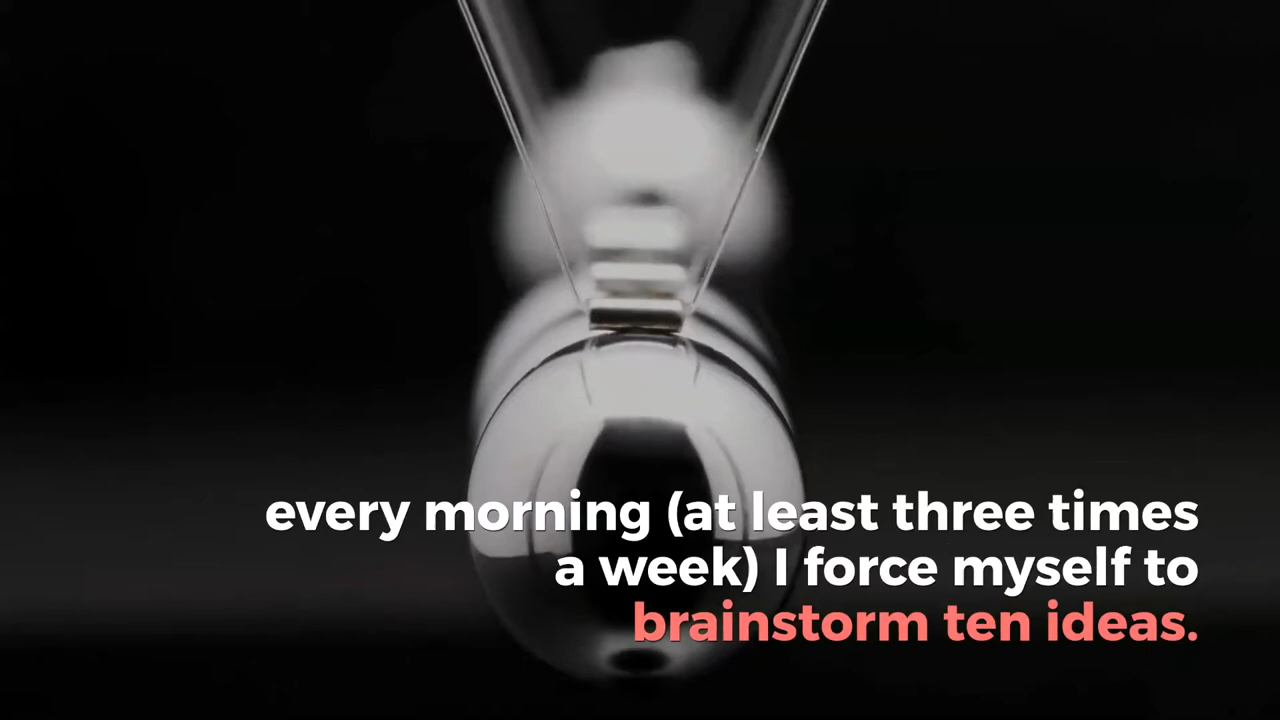 every morning (at least three times
a week) I force myself to
brainstorm ten ideas.